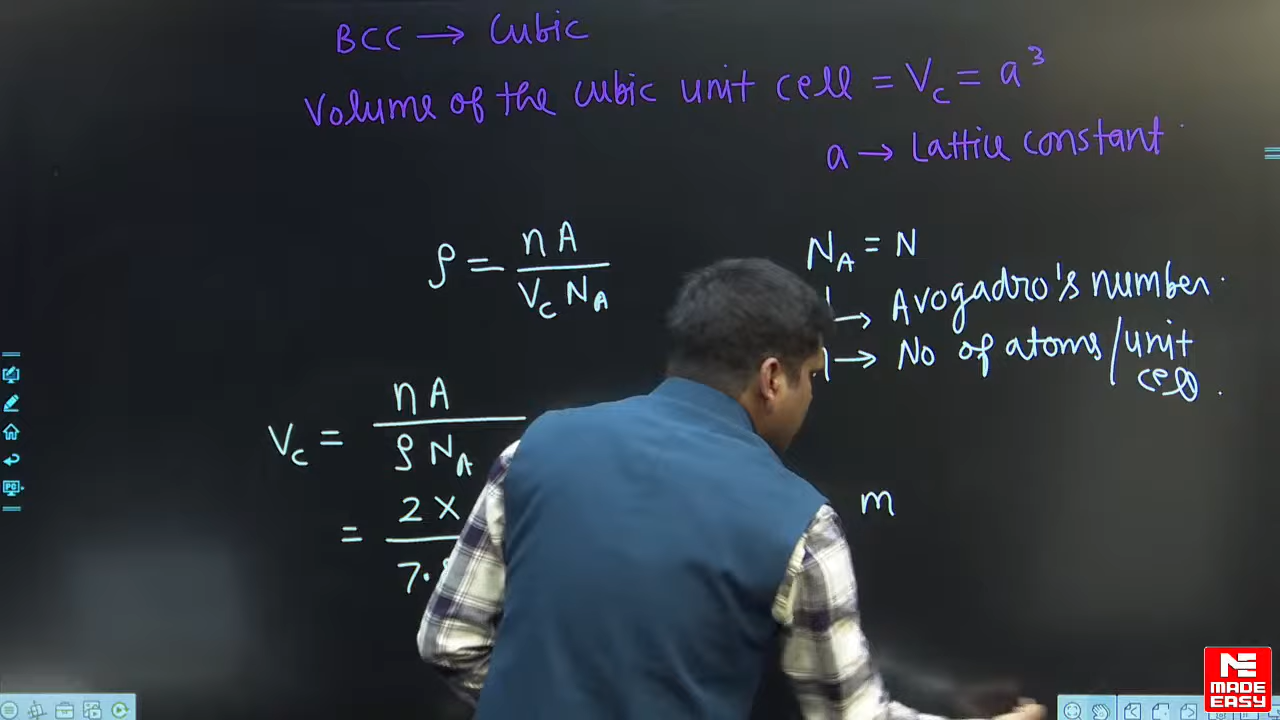 BCC → Cubic
Volume of the cubic unit cell = V_c = a³
a → Lattice constant
ρ = nA / V_c N_A
N_A = N
→ Avogadro's number.
→ No of atoms/unit cell.
V_c = nA / ρ N_A
= 2 X / 7.
m
MADE EASY